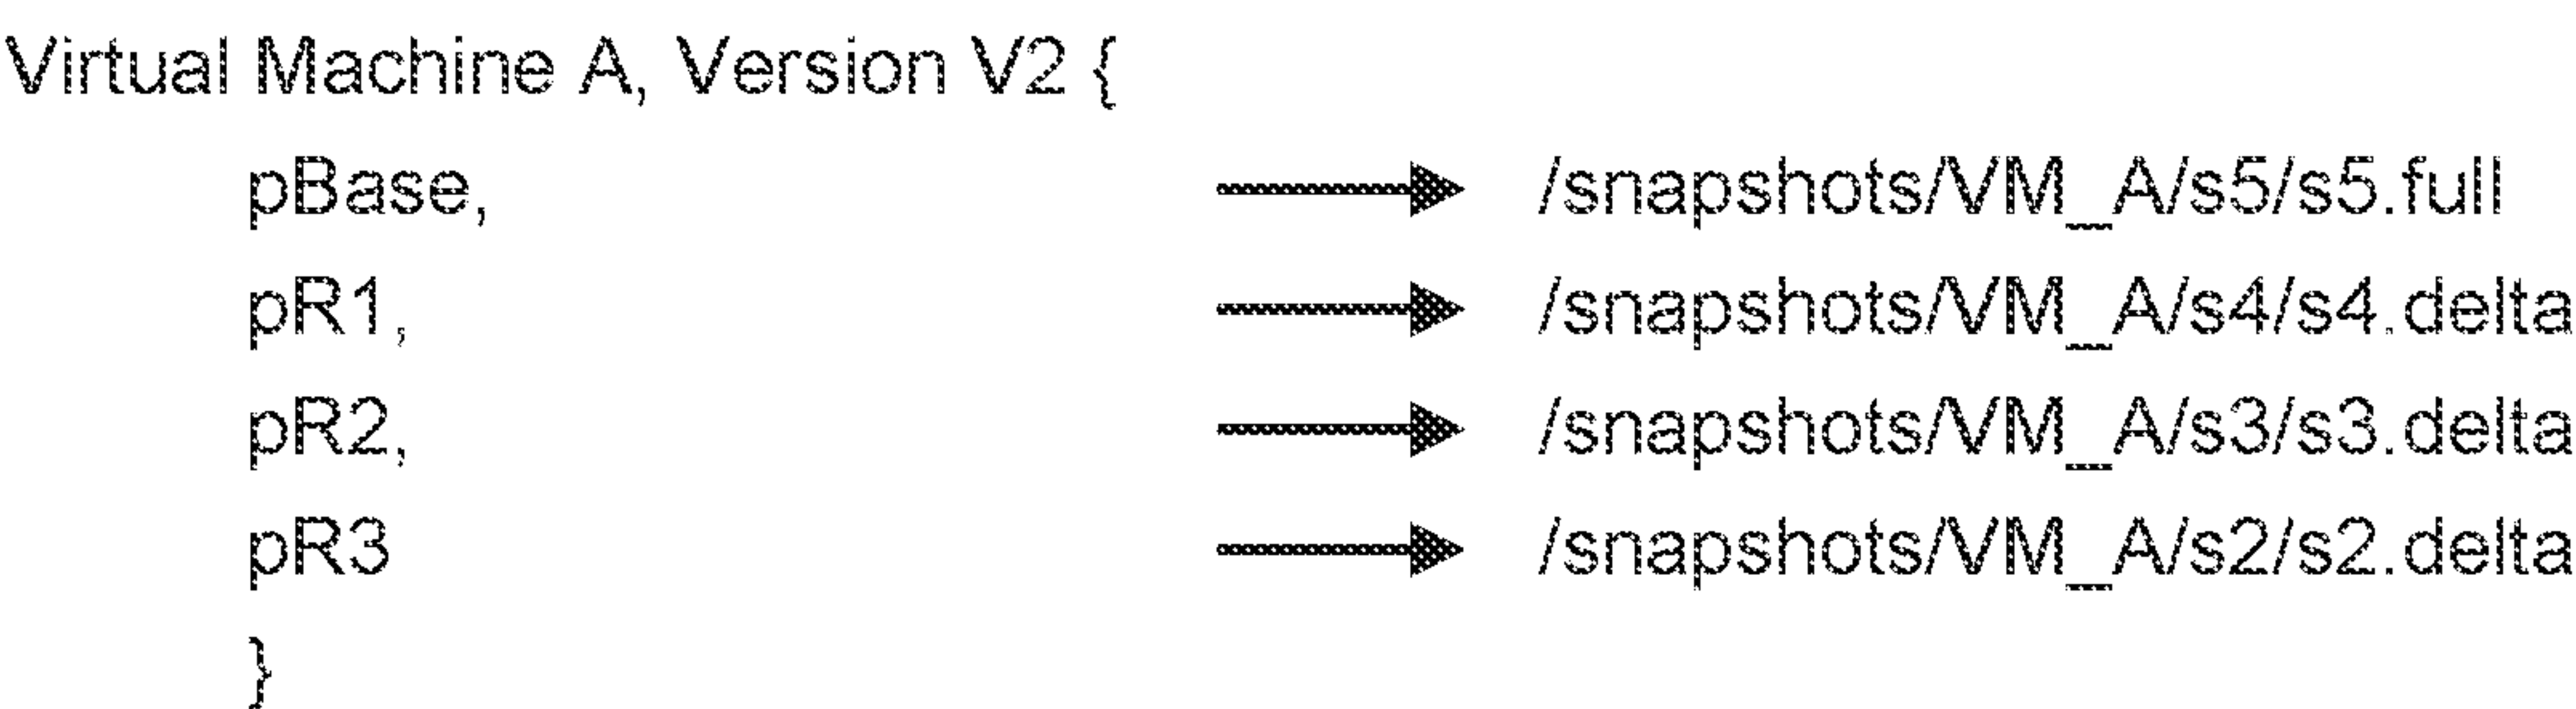 Virtual Machine A, Version V2 {
pBase, /snapshots/VM_A/s5/s5.full
pR1, /snapshots/VM_A/s4/s4.delta
pR2, /snapshots/VM_A/s3/s3.delta
pR3 /snapshots/VM_A/s2/s2.delta
}